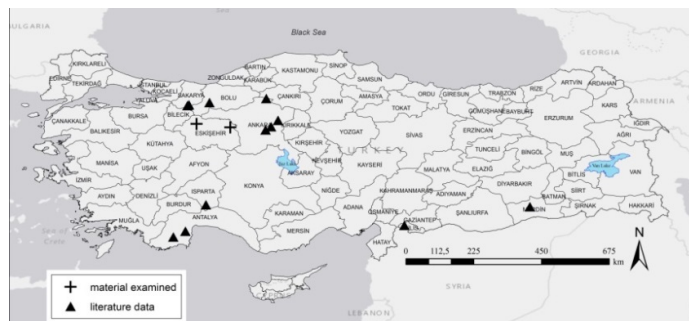 BULGARIA
Black Sea
GEORGIA
KIRKLARELİ
EDİRNE
TEKİRDAĞ
İSTANBUL
KOCAELİ
YALOVA
SAKARYA
ZONGULDAK
BARTIN
KARABÜK
KASTAMONU
SİNOP
SAMSUN
ORDU
GİRESUN
TRABZON
RİZE
ARTVİN
ARDAHAN
KARS
ARMENIA
IĞDIR
AĞRI
ÇANAKKALE
BALIKESİR
BURSA
BİLECİK
BOLU
ÇANKIRI
ÇORUM
AMASYA
TOKAT
GÜMÜŞHANE
BAYBURT
ERZURUM
ERZİNCAN
ESKİŞEHİR
KÜTAHYA
KIRIKKALE
YOZGAT
SİVAS
TURKEY
TUNCELİ
BİNGÖL
MUŞ
BİTLİS
VAN
MANİSA
UŞAK
AFYON
KIRŞEHİR
NEVŞEHİR
AKSARAY
KAYSERİ
MALATYA
ELAZIĞ
DİYARBAKIR
BATMAN
SİİRT
İZMİR
AYDIN
DENİZLİ
ISPARTA
BURDUR
KONYA
NİĞDE
KAHRAMANMARAŞ
ADIYAMAN
ŞIRNAK
HAKKARİ
MUĞLA
ANTALYA
KARAMAN
MERSİN
ADANA
OSMANİYE
GAZİANTEP
ŞANLIURFA
HATAY
Sea of
Crete
SYRIA
LEBANON
N
0 112,5 225 450 675
km
material examined
literature data